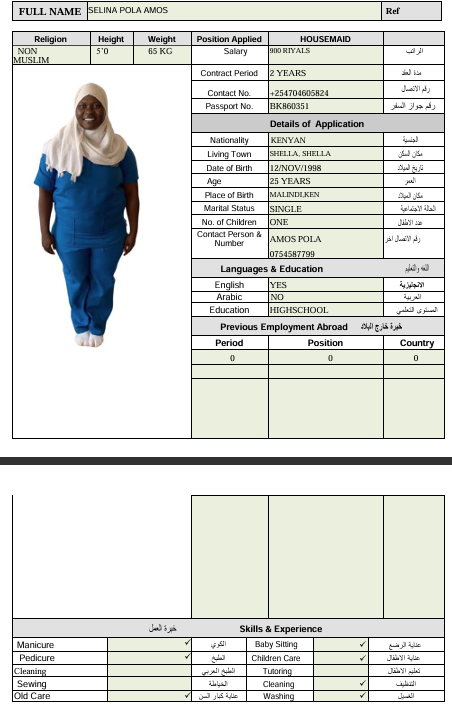 FULL NAME SELINA POLA AMOS Ref
Religion Height Weight Position Applied HOUSEMAID
NON MUSLIM 5'0 65 KG Salary 900 RIYALS الراتب
Contract Period 2 YEARS مدة العقد
Contact No. +254704605824 رقم الاتصال
Passport No. BK860351 رقم جواز السفر
Details of Application
Nationality KENYAN الجنسية
Living Town SHELLA, SHELLA مكان السكن
Date of Birth 12/NOV/1998 تاريخ الميلاد
Age 25 YEARS العمر
Place of Birth MALINDI,KEN مكان الميلاد
Marital Status SINGLE الحالة الاجتماعية
No. of Children ONE عدد الاطفال
Contact Person & Number AMOS POLA رقم الاتصال اخر
0754587799
Languages & Education اللغه والتعليم
English YES الانجليزية
Arabic NO العربية
Education HIGHSCHOOL المستوى التعلمي
Previous Employment Abroad خبرة خارج البلاد
Period Position Country
0 0 0
خبرة العمل Skills & Experience
Manicure ✓ الكوي Baby Sitting ✓ عناية الرضع
Pedicure ✓ الطبخ Children Care ✓ عناية الاطفال
Cleaning الطبخ العربي Tutoring تعليم الاطفال
Sewing الخياطة Cleaning ✓ التنظيف
Old Care ✓ عناية كبار السن Washing ✓ الغسيل